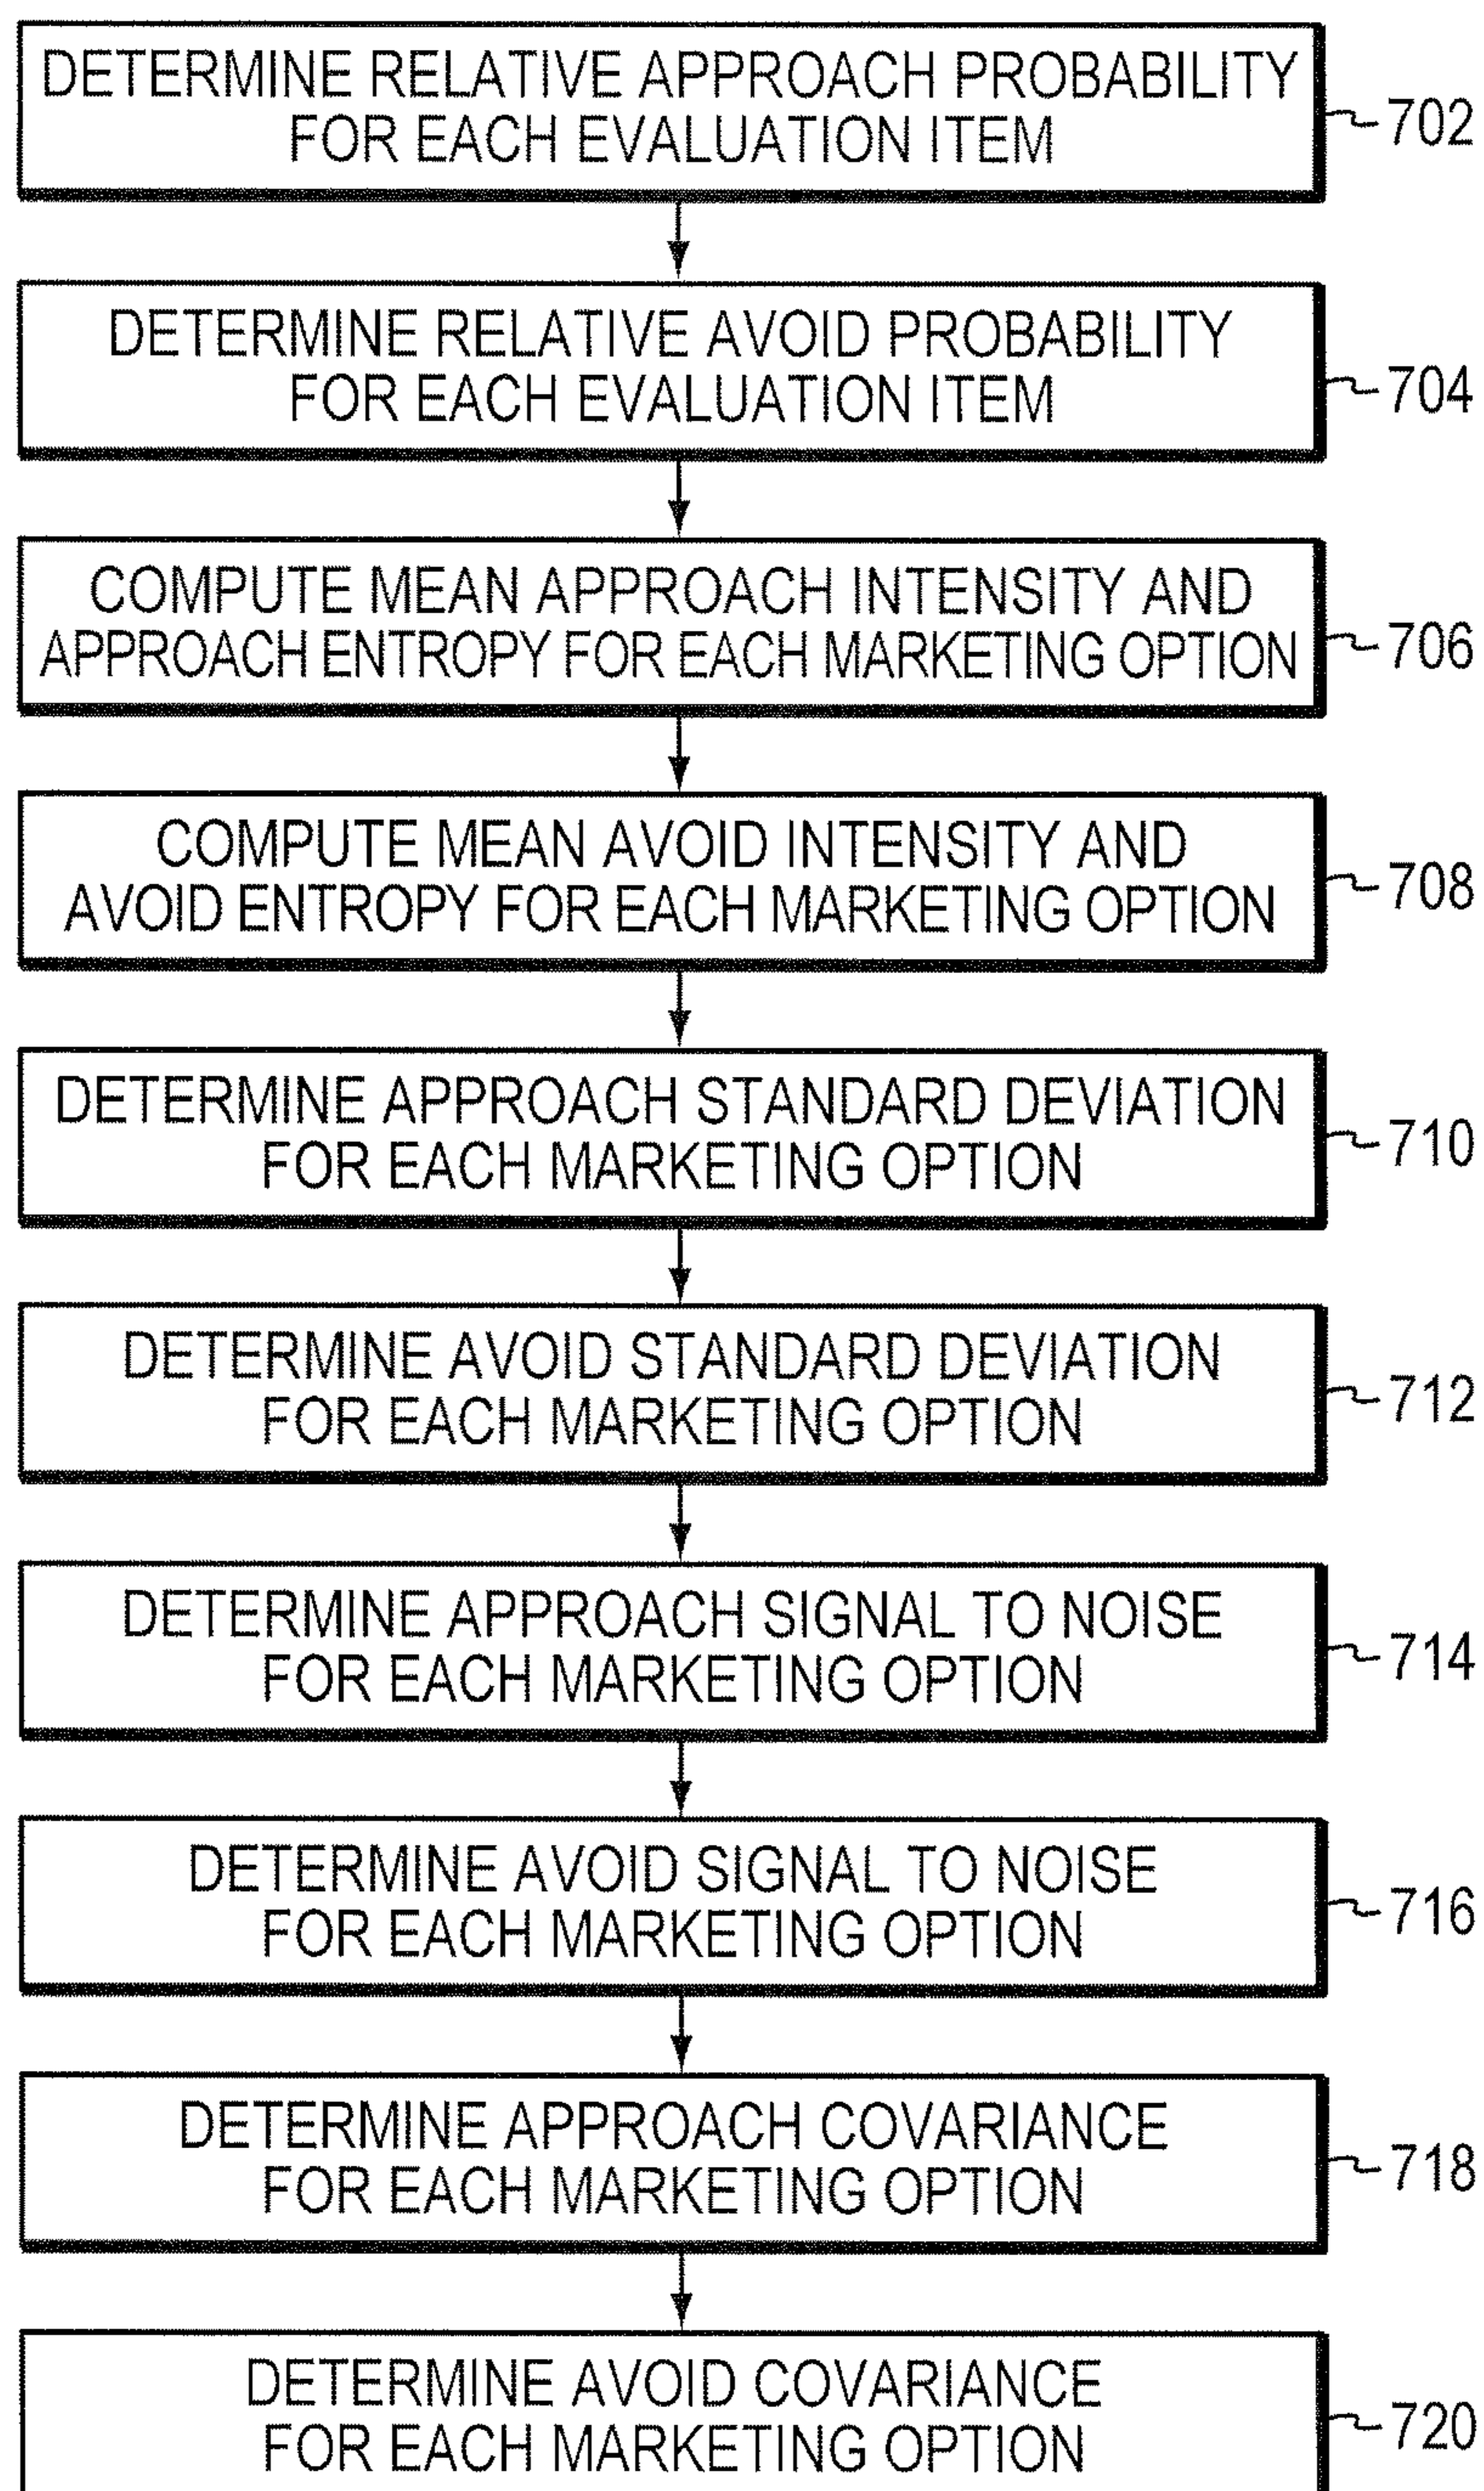 DETERMINE RELATIVE APPROACH PROBABILITY
FOR EACH EVALUATION ITEM
702
DETERMINE RELATIVE AVOID PROBABILITY
FOR EACH EVALUATION ITEM
704
COMPUTE MEAN APPROACH INTENSITY AND
APPROACH ENTROPY FOR EACH MARKETING OPTION
706
COMPUTE MEAN AVOID INTENSITY AND
AVOID ENTROPY FOR EACH MARKETING OPTION
708
DETERMINE APPROACH STANDARD DEVIATION
FOR EACH MARKETING OPTION
710
DETERMINE AVOID STANDARD DEVIATION
FOR EACH MARKETING OPTION
712
DETERMINE APPROACH SIGNAL TO NOISE
FOR EACH MARKETING OPTION
714
DETERMINE AVOID SIGNAL TO NOISE
FOR EACH MARKETING OPTION
716
DETERMINE APPROACH COVARIANCE
FOR EACH MARKETING OPTION
718
DETERMINE AVOID COVARIANCE
FOR EACH MARKETING OPTION
720